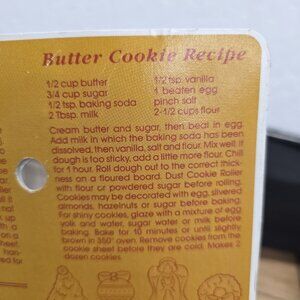 Butter Cookie Recipe
1/2 cup butter
3/4 cup sugar
1/2 tsp. baking soda
2 tbsp. milk
1/2 tsp. vanilla
1 beaten egg
pinch salt
2-1/2 cups flour
Cream butter and sugar, then beat in egg.
Add milk in which the baking soda has been
dissolved, then vanilla, salt and flour. Mix well. If
dough is too sticky, add a little more flour. Chill
for 1 hour. Roll dough out to the correct thick-
ness on a floured board. Dust Cookie Roller
with flour or powdered sugar before rolling.
Cookies may be decorated with egg, slivered
almonds, hazelnuts or sugar before baking.
For shiny cookies, glaze with a mixture of egg
yolk and water, sugar water or milk before
baking. Bake for 10 minutes or until slightly
brown in 350° oven. Remove cookies from the
cookie sheet before they are cold. Makes 2
dozen cookies